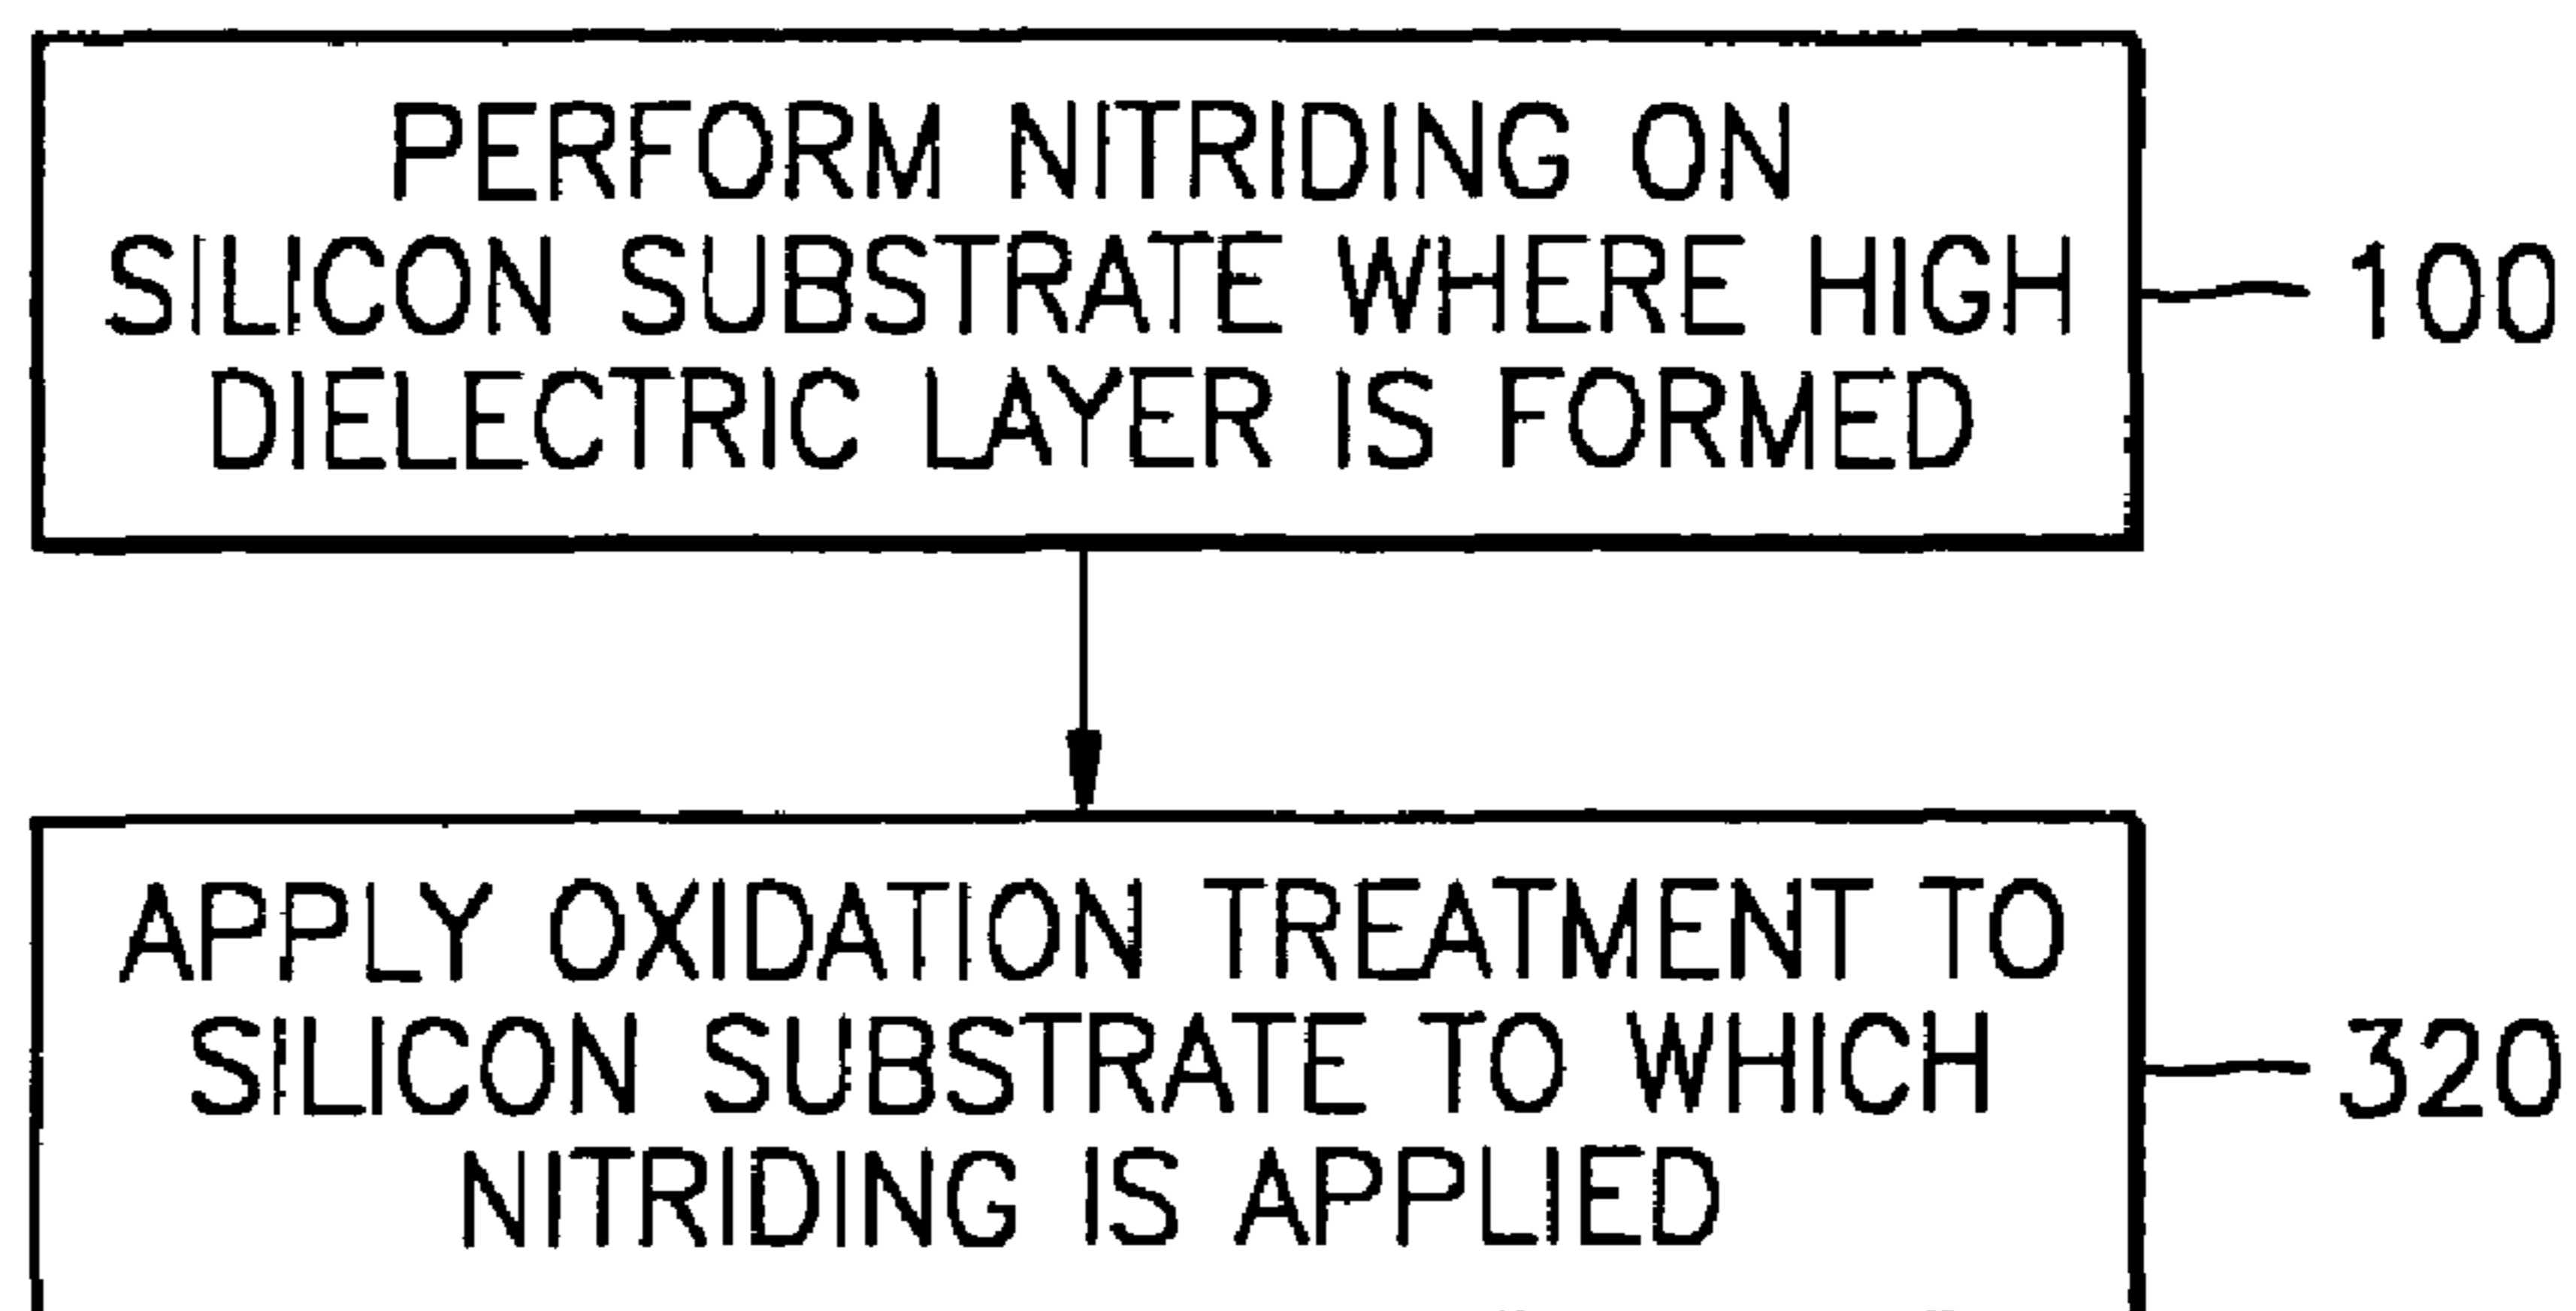 PERFORM NITRIDING ON
SILICON SUBSTRATE WHERE HIGH
DIELECTRIC LAYER IS FORMED
100
APPLY OXIDATION TREATMENT TO
SILICON SUBSTRATE TO WHICH
NITRIDING IS APPLIED
320